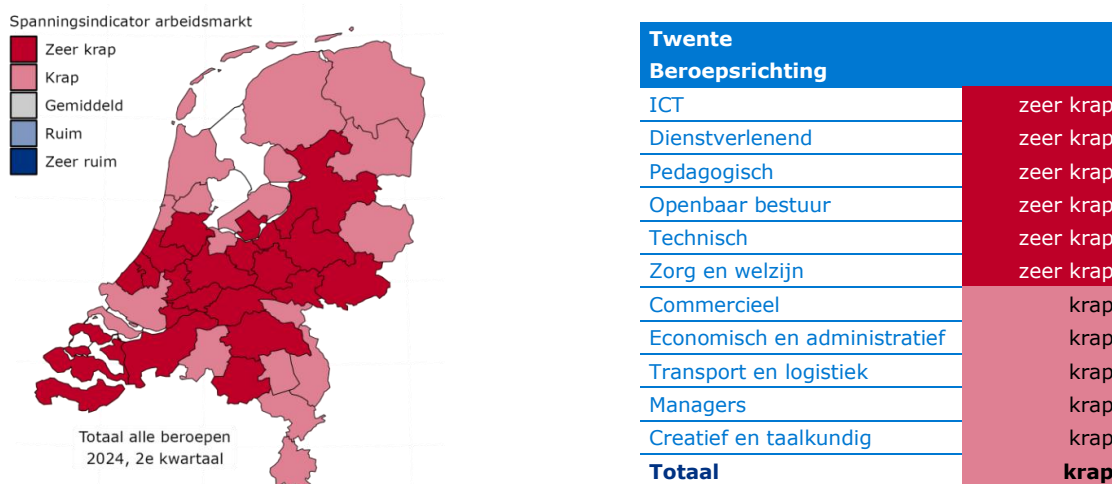 Spanningsindicator arbeidsmarkt
Zeer krap
Krap
Gemiddeld
Ruim
Zeer ruim
Totaal alle beroepen
2024, 2e kwartaal
Twente
Beroepsrichting
ICT zeer krap
Dienstverlenend zeer krap
Pedagogisch zeer krap
Openbaar bestuur zeer krap
Technisch zeer krap
Zorg en welzijn zeer krap
Commercieel krap
Economisch en administratief krap
Transport en logistiek krap
Managers krap
Creatief en taalkundig krap
Totaal krap